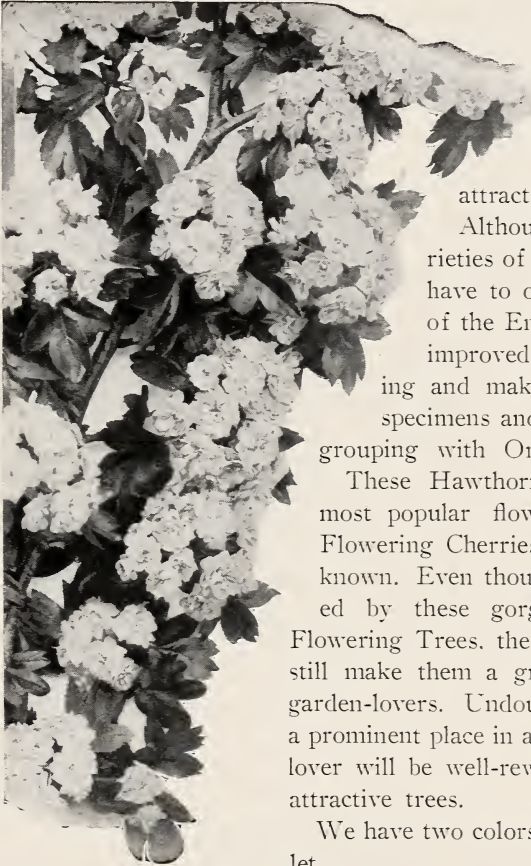 attract
Althou
rieties of
have to o
of the En
improved
ing and mak
specimens and
grouping with Or
These Hawthor
most popular flow
Flowering Cherries
known. Even thou
ed by these gorg
Flowering Trees. the
still make them a gr
garden-lovers. Undou
a prominent place in a
lover will be well-rew
attractive trees.
We have two colors
let